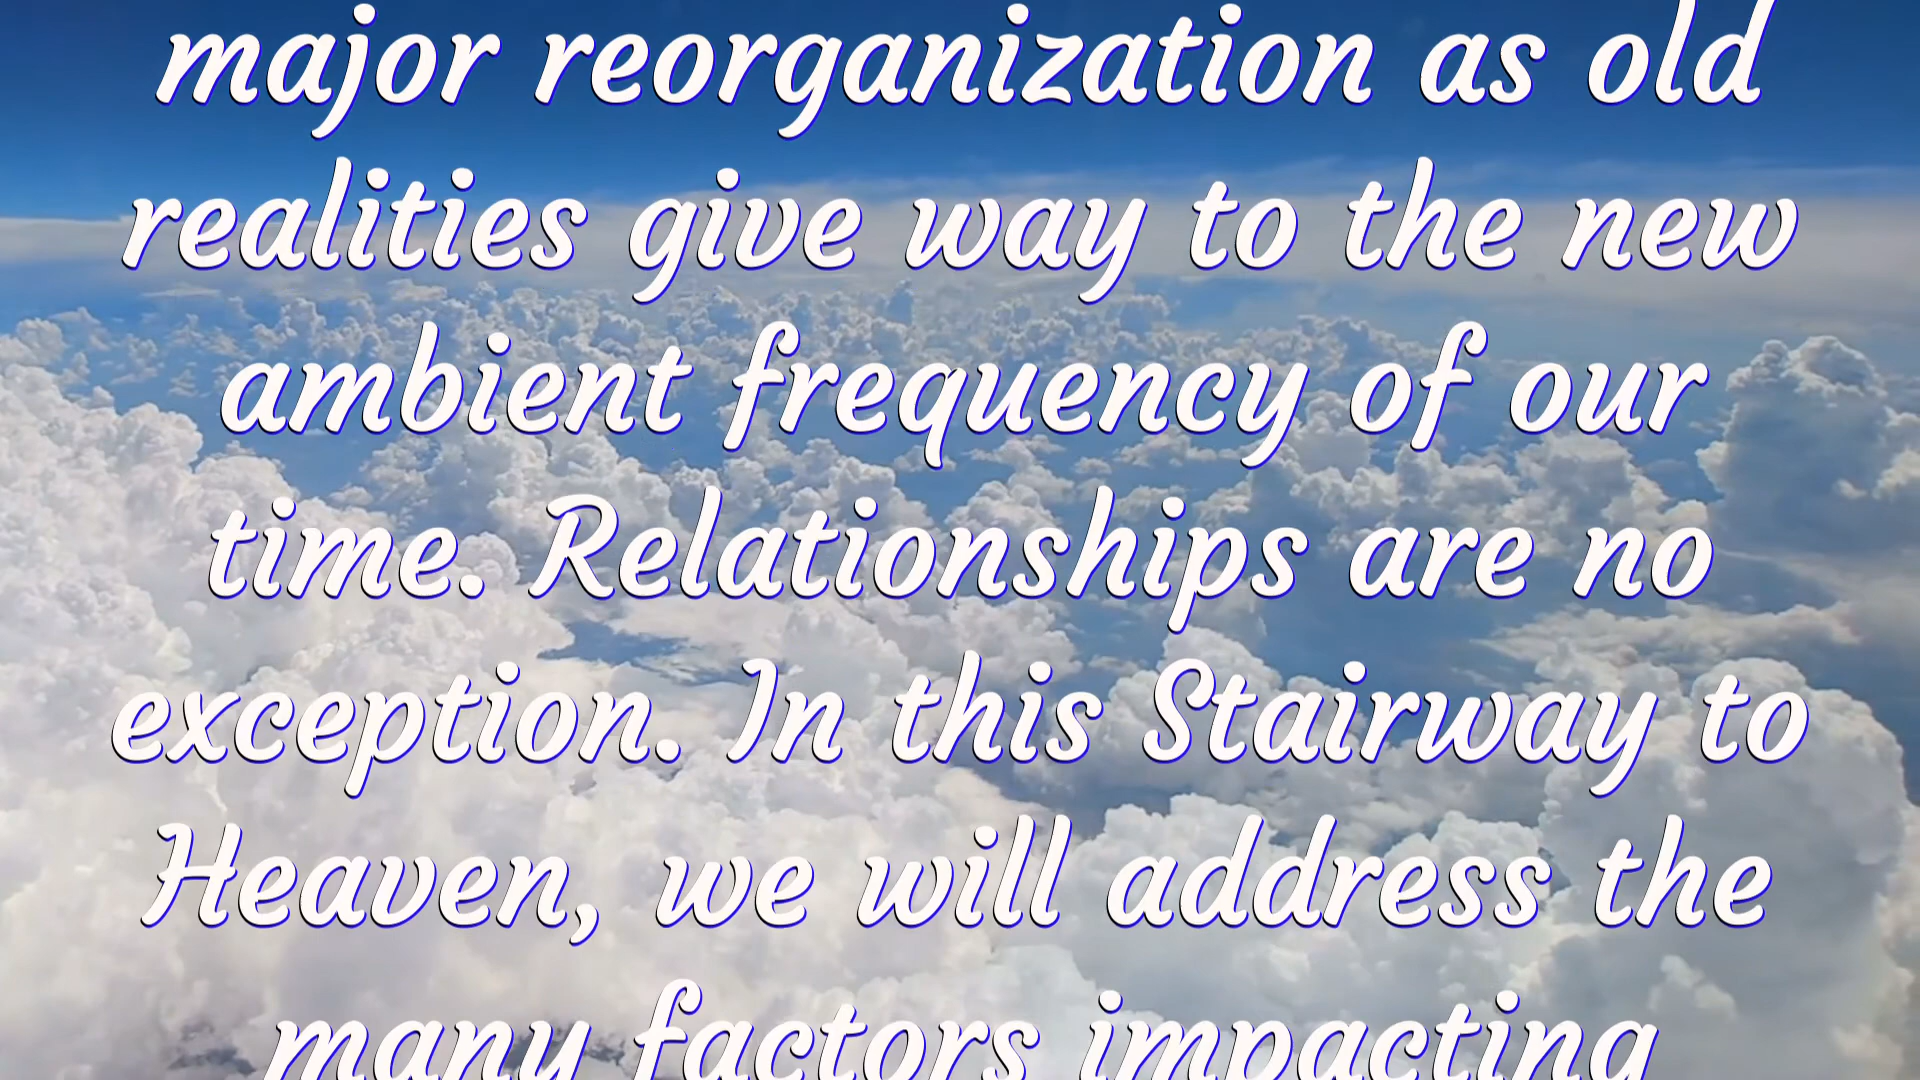 major reorganization as old
realities give way to the new
ambient frequency of our
time. Relationships are no
exception. In this Stairway to
Heaven, we will address the
many factors impacting